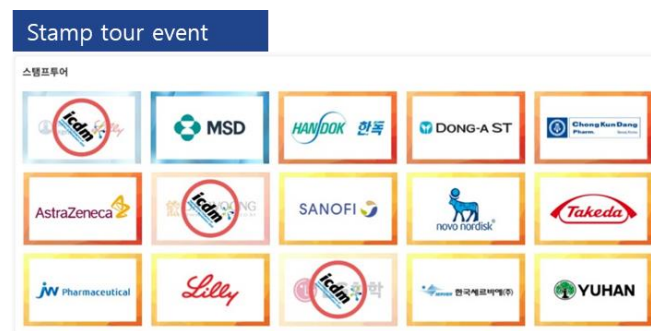 Stamp tour event
스탬프투어
icdm MSD HANDOK 한독 DONG-A ST ChongKunDang Pharm.
AstraZeneca icdm SANOFI novo nordisk® Takeda
JW Pharmaceutical Lilly icdm 한국세르비에(주) YUHAN